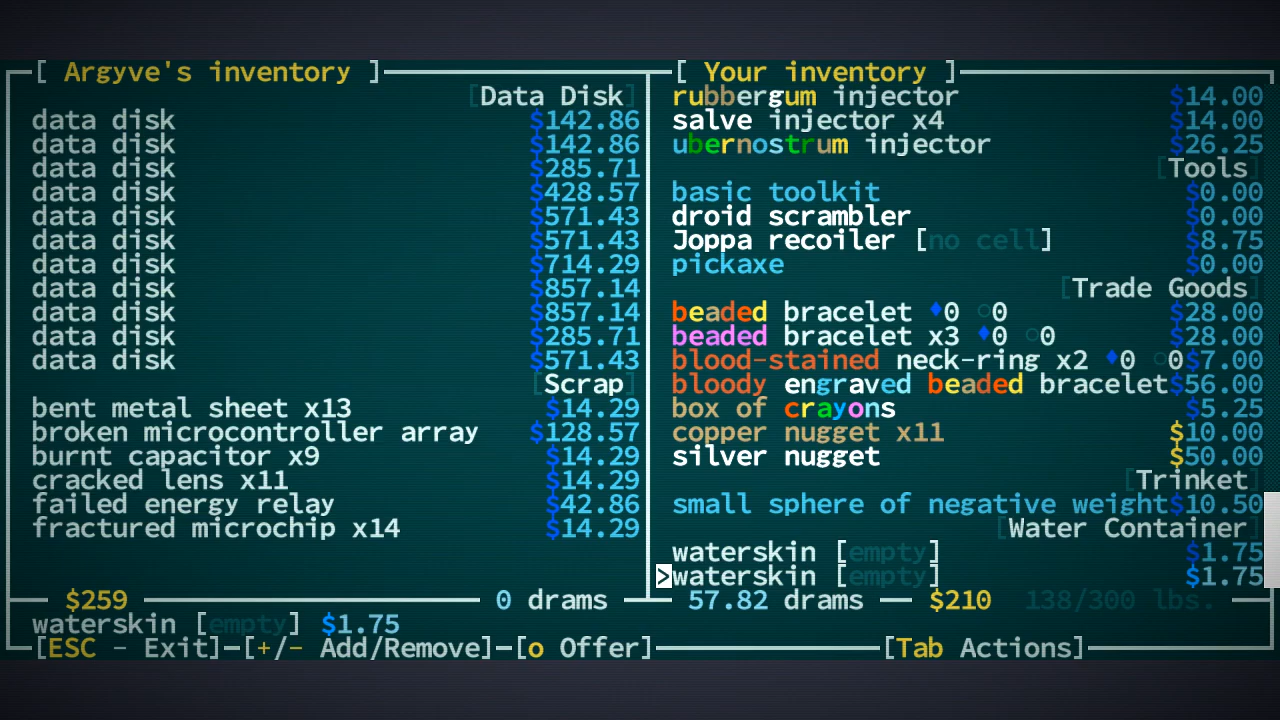 [ Argyve's inventory ]
[Data Disk]
data disk $142.86
data disk $142.86
data disk $285.71
data disk $428.57
data disk $571.43
data disk $571.43
data disk $714.29
data disk $857.14
data disk $857.14
data disk $285.71
data disk $571.43
[Scrap]
bent metal sheet x13 $14.29
broken microcontroller array $128.57
burnt capacitor x9 $14.29
cracked lens x11 $14.29
failed energy relay $42.86
fractured microchip x14 $14.29
[ Your inventory ]
rubbergum injector $14.00
salve injector x4 $14.00
ubernostrum injector $26.25
[Tools]
basic toolkit $0.00
droid scrambler $0.00
Joppa recoiler [no cell] $8.75
pickaxe $0.00
[Trade Goods]
beaded bracelet ♦0 ○0 $28.00
beaded bracelet x3 ♦0 ○0 $28.00
blood-stained neck-ring x2 ♦0 ○0$7.00
bloody engraved beaded bracelet$56.00
box of crayons $5.25
copper nugget x11 $10.00
silver nugget $50.00
[Trinket]
small sphere of negative weight$10.50
[Water Container]
waterskin [empty] $1.75
>waterskin [empty] $1.75
$259 0 drams 57.82 drams $210 138/300 lbs.
waterskin [empty] $1.75
[ESC - Exit]-[+/- Add/Remove]-[o Offer] [Tab Actions]